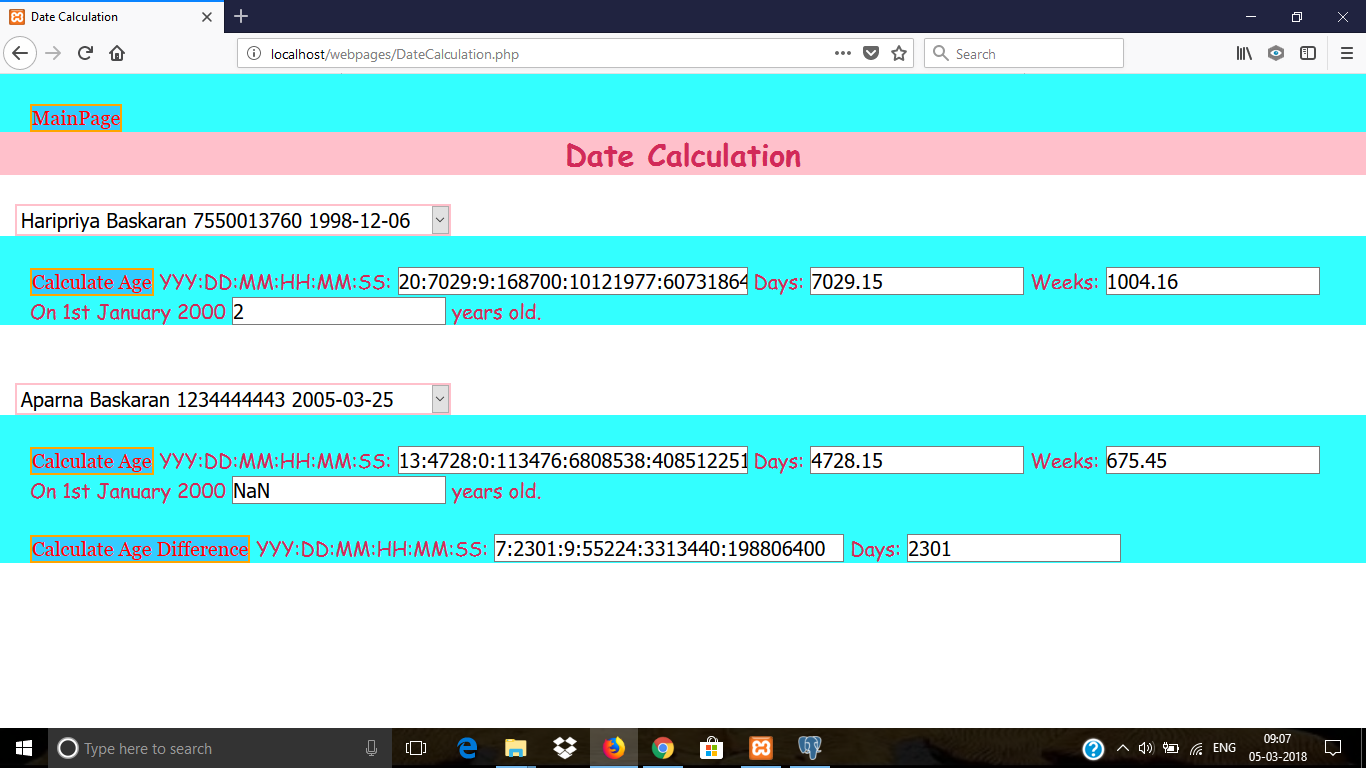 Date Calculation
localhost/webpages/DateCalculation.php
Search
MainPage
Date Calculation
Haripriya Baskaran 7550013760 1998-12-06
Calculate Age YYY:DD:MM:HH:MM:SS: 20:7029:9:168700:10121977:60731864 Days: 7029.15 Weeks: 1004.16
On 1st January 2000 2 years old.
Aparna Baskaran 1234444443 2005-03-25
Calculate Age YYY:DD:MM:HH:MM:SS: 13:4728:0:113476:6808538:408512251 Days: 4728.15 Weeks: 675.45
On 1st January 2000 NaN years old.
Calculate Age Difference YYY:DD:MM:HH:MM:SS: 7:2301:9:55224:3313440:198806400 Days: 2301
Type here to search
ENG
09:07
05-03-2018